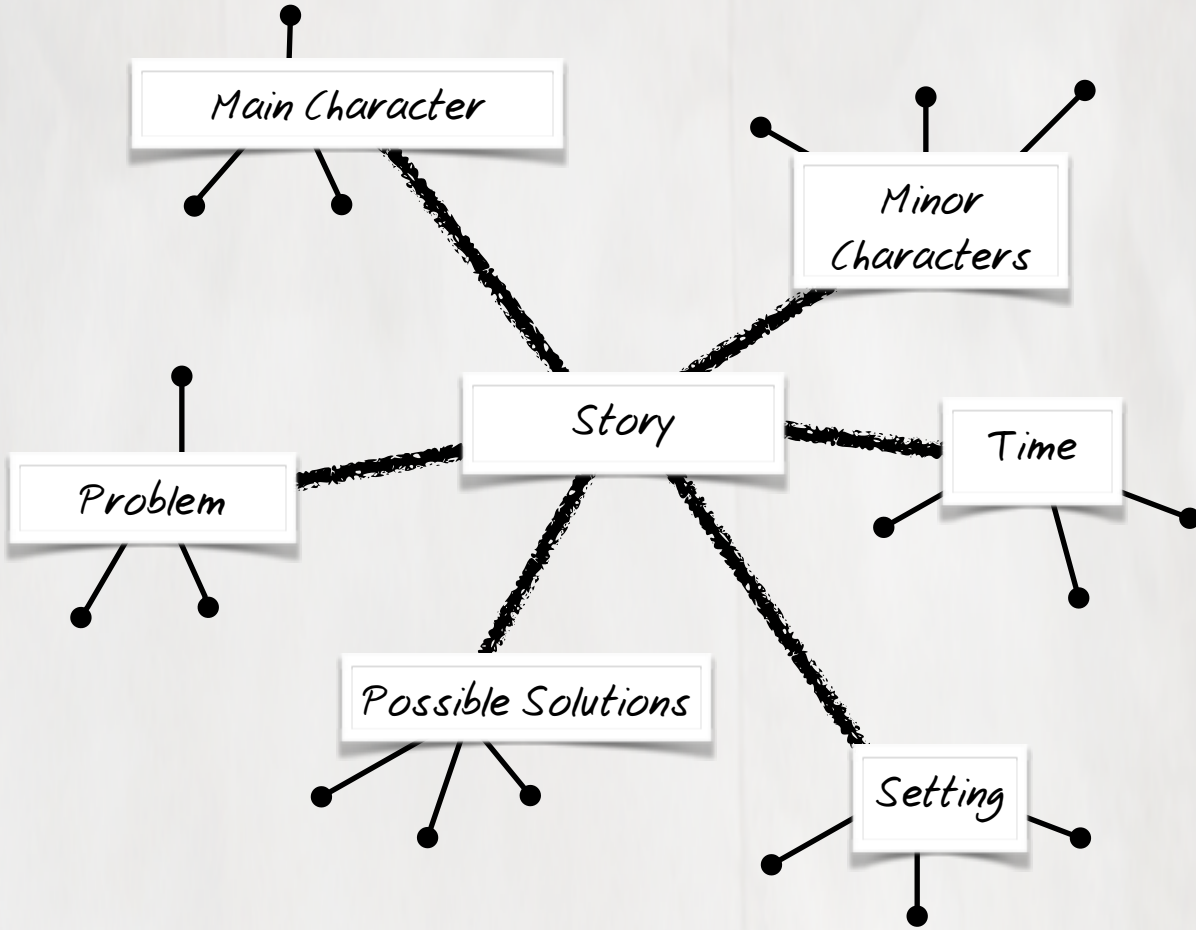 Main Character
Minor
Characters
Story
Time
Problem
Possible Solutions
Setting